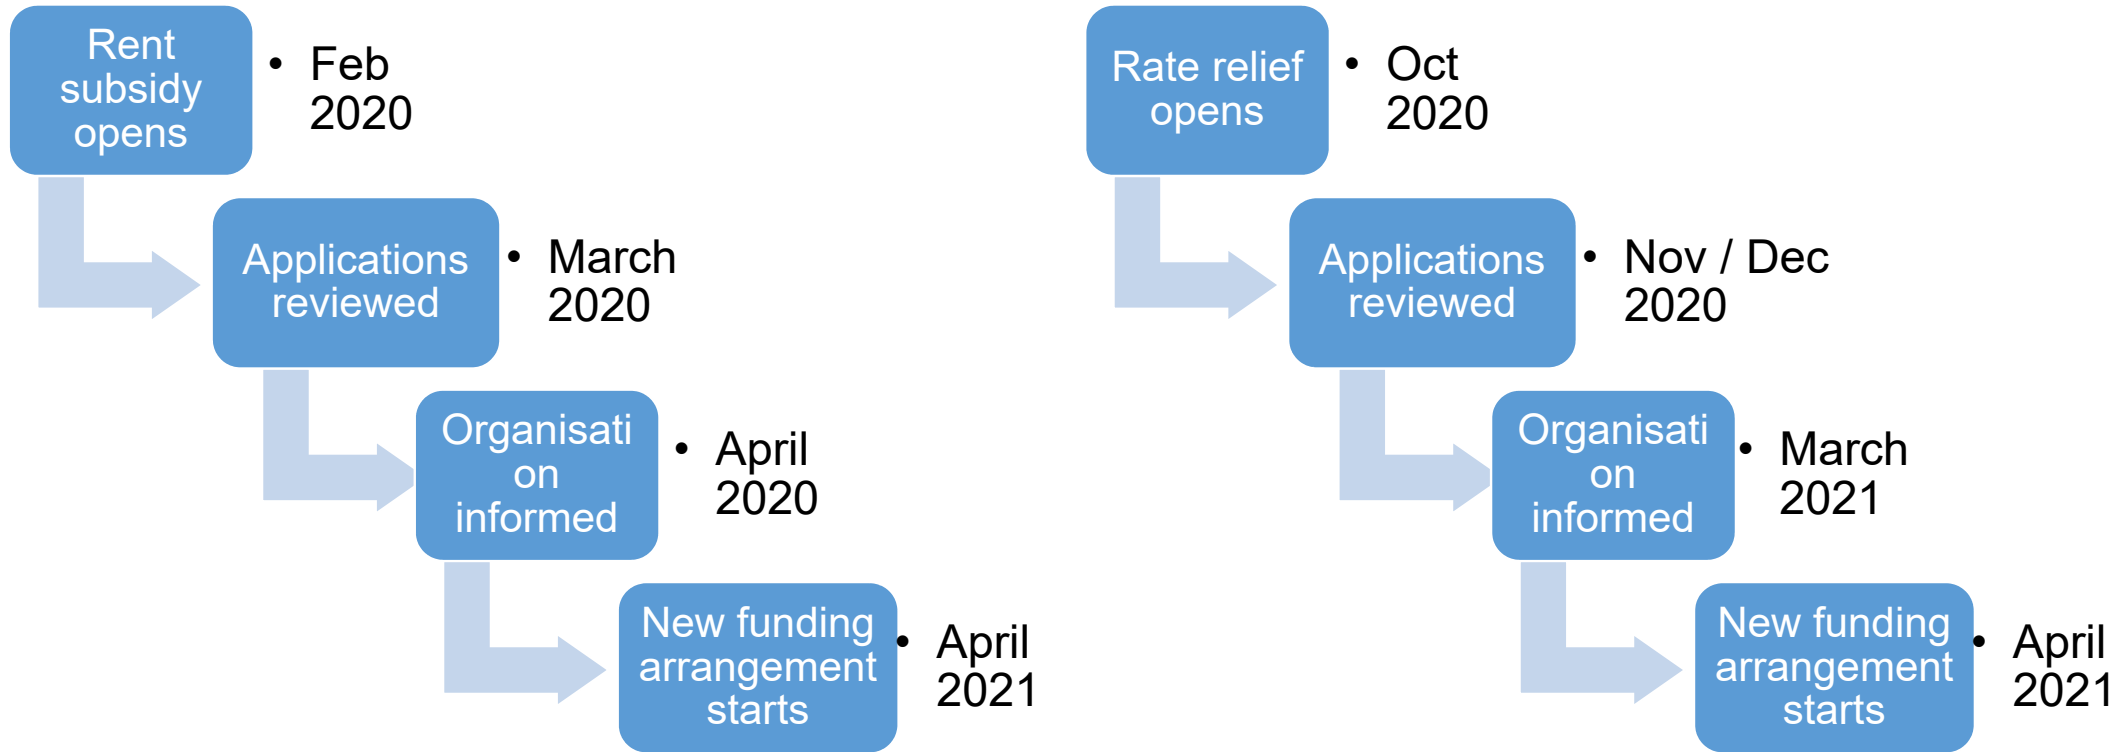 Rent
subsidy
opens
• Feb
2020
Applications
reviewed
• March
2020
Organisati
on
informed
• April
2020
New funding
arrangement
starts
• April
2021
Rate relief
opens
• Oct
2020
Applications
reviewed
• Nov / Dec
2020
Organisati
on
informed
• March
2021
New funding
arrangement
starts
• April
2021